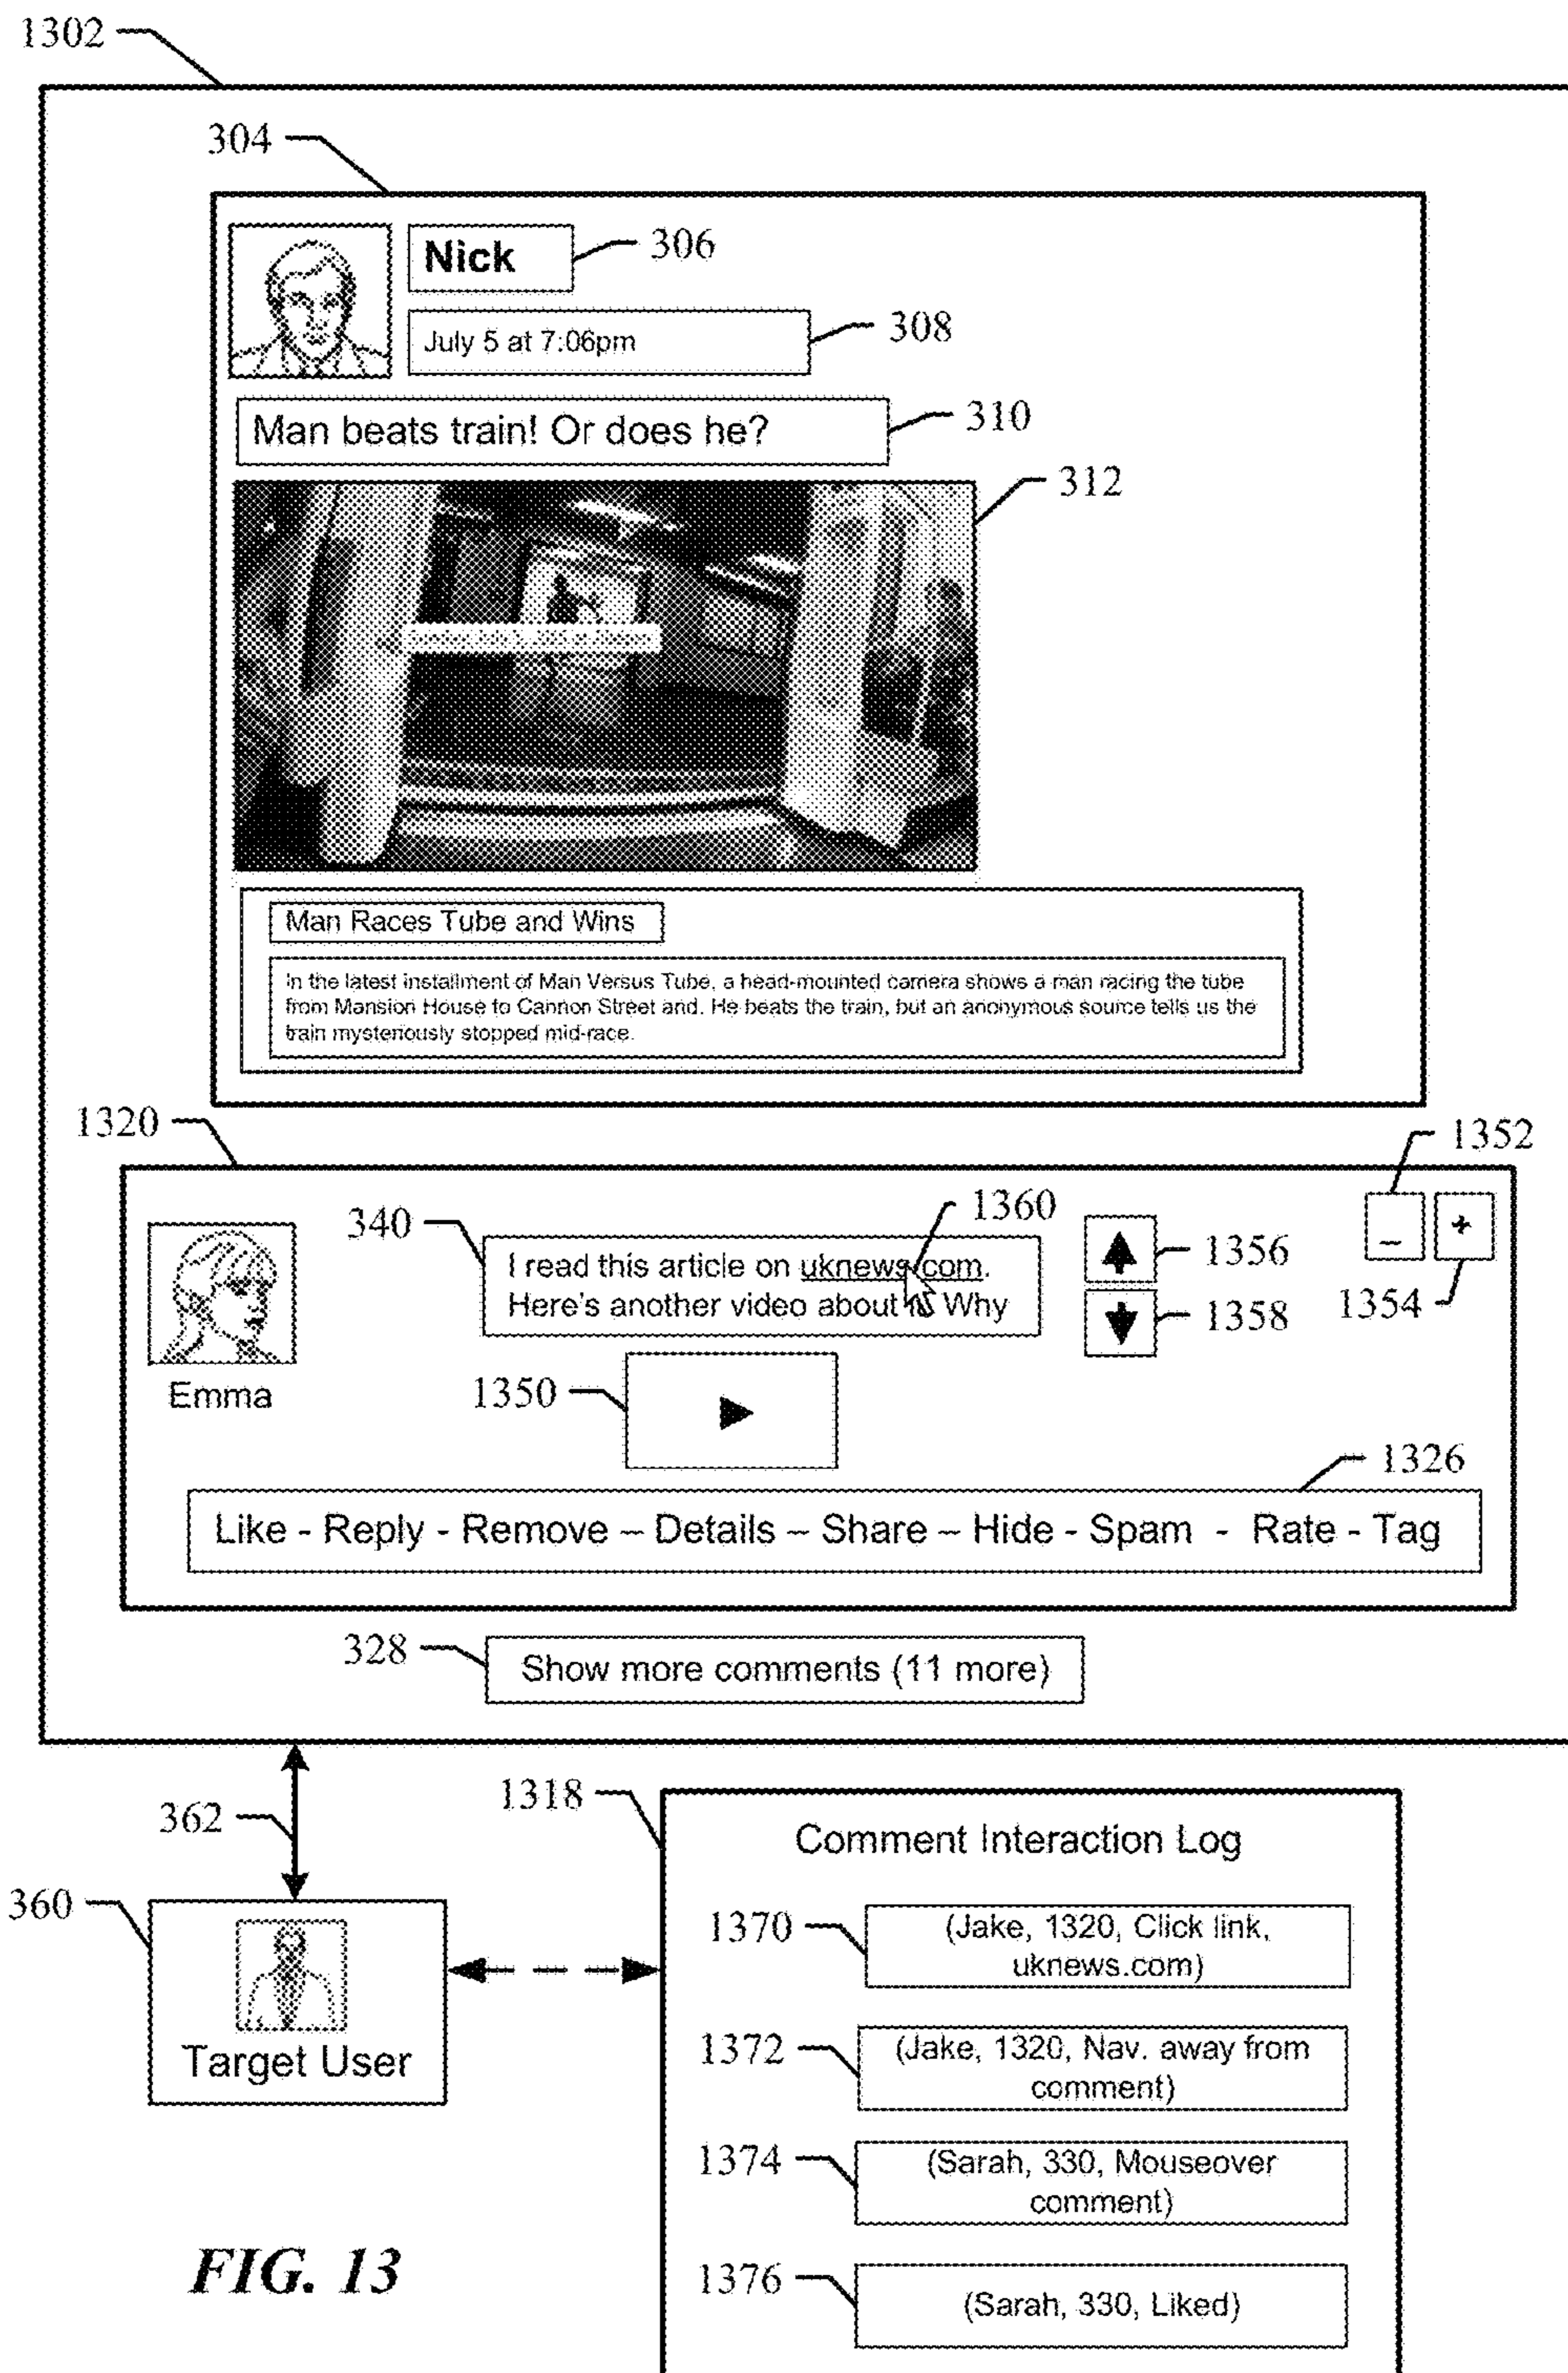 1302
304
Nick
306
July 5 at 7:06pm
308
Man beats train! Or does he?
310
312
Man Races Tube and Wins
In the latest installment of Man Versus Tube, a head-mounted camera shows a man racing the tube
from Mansion House to Cannon Street and. He beats the train, but an anonymous source tells us the
train mysteriously stopped mid-race.
1320
1352
340
1360
I read this article on uknews.com.
Here's another video about Why
1356
1358
1354
–
+
Emma
1350
1326
Like - Reply - Remove – Details – Share – Hide - Spam - Rate - Tag
328
Show more comments (11 more)
362
1318
Comment Interaction Log
360
Target User
1370
(Jake, 1320, Click link,
uknews.com)
1372
(Jake, 1320, Nav. away from
comment)
1374
(Sarah, 330, Mouseover
comment)
1376
(Sarah, 330, Liked)
FIG. 13